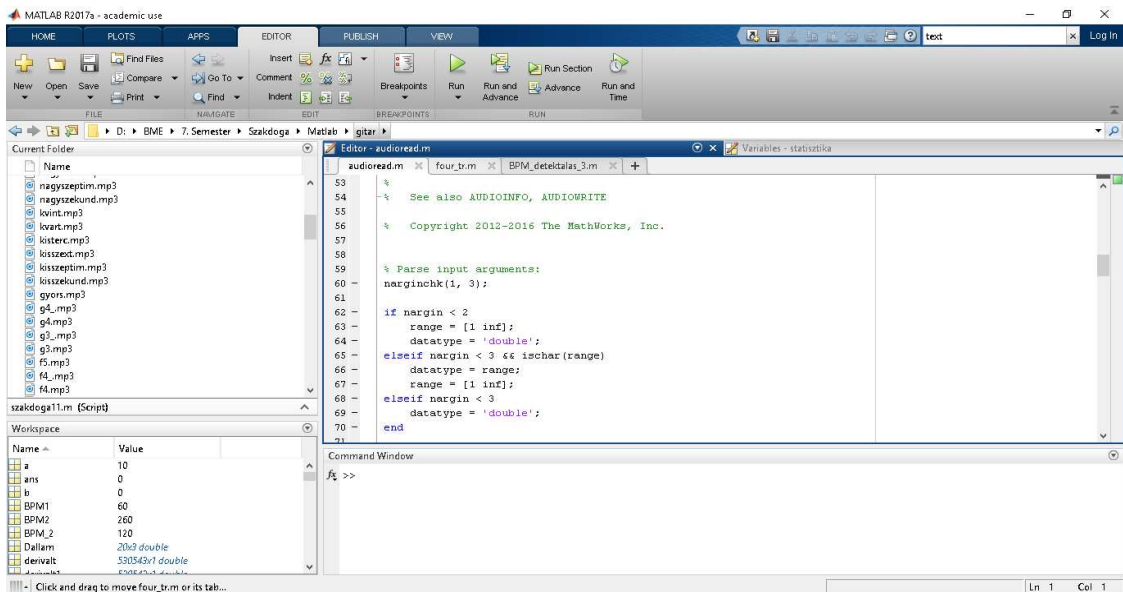 MATLAB R2017a - academic use
HOME PLOTS APPS EDITOR PUBLISH VIEW text Log In
New Open Save
Find Files
Compare
Print
Go To
Find
Insert fx
Comment
Indent
Breakpoints
Run
Run and Advance
Run Section
Advance
Run and Time
FILE NAVIGATE EDIT BREAKPOINTS RUN
D: BME 7. Semester Szakdoga Matlab gitar
Current Folder
Name
nagyszeptim.mp3
nagyszekund.mp3
kvint.mp3
kvart.mp3
kisterc.mp3
kisszext.mp3
kisszeptim.mp3
kisszekund.mp3
gyors.mp3
g4_.mp3
g4.mp3
g3_.mp3
g3.mp3
f5.mp3
f4_.mp3
f4.mp3
szakdoga11.m (Script)
Workspace
Name Value
a 10
ans 0
b 0
BPM1 60
BPM2 260
BPM_2 120
Dallam 20x3 double
derivalt 530543x1 double
Editor - audioread.m
Variables - statisztika
audioread.m four_tr.m BPM_detektalas_3.m +
53 %
54 % See also AUDIOINFO, AUDIOWRITE
55
56 % Copyright 2012-2016 The MathWorks, Inc.
57
58
59 % Parse input arguments:
60 – narginchk(1, 3);
61
62 – if nargin < 2
63 – range = [1 inf];
64 – datatype = 'double';
65 – elseif nargin < 3 && ischar(range)
66 – datatype = range;
67 – range = [1 inf];
68 – elseif nargin < 3
69 – datatype = 'double';
70 – end
71
Command Window
fx >>
Click and drag to move four_tr.m or its tab...
Ln 1 Col 1